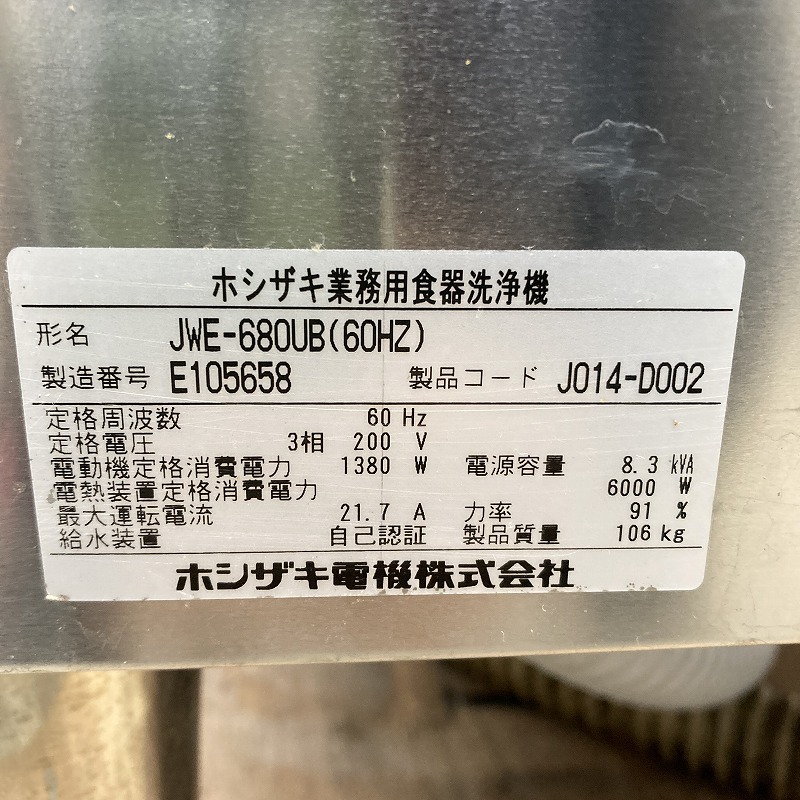 ホシザキ業務用食器洗浄機
形名 JWE-680UB(60HZ)
製造番号 E105658 製品コード J014-D002
定格周波数 60 Hz
定格電圧 3相 200 V
電動機定格消費電力 1380 W 電源容量 8.3 kVA
電熱装置定格消費電力 6000 W
最大運転電流 21.7 A 力率 91 %
給水装置 自己認証 製品質量 106 kg
ホシザキ電機株式会社